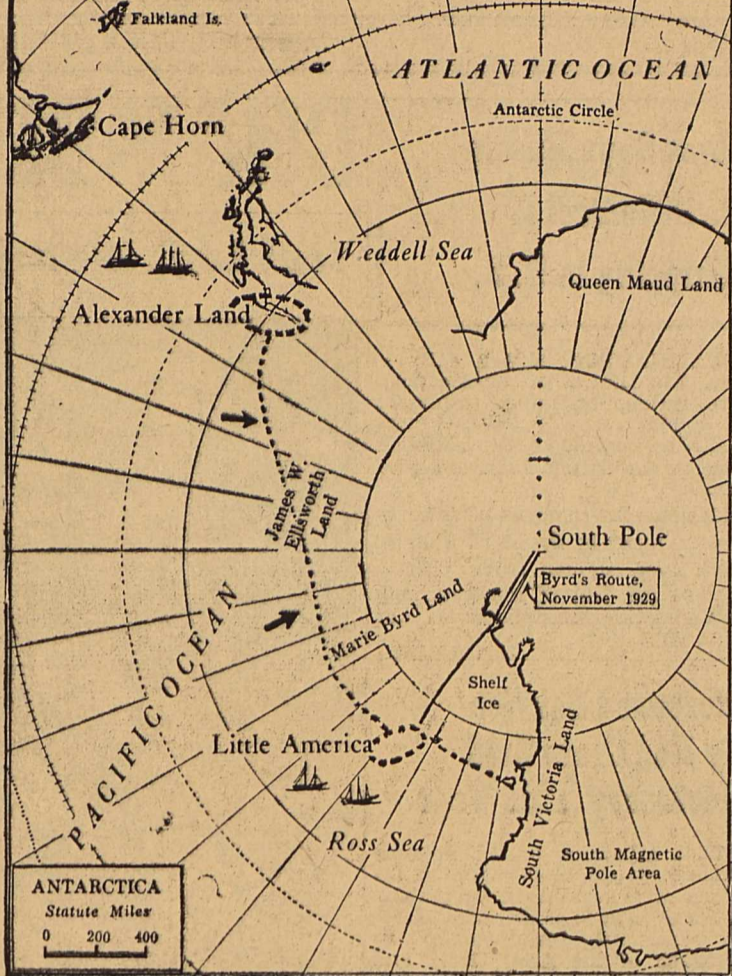 Falkland Is.
ATLANTIC OCEAN
Antarctic Circle
Cape Horn
Weddell Sea
Queen Maud Land
Alexander Land
James W.
Ellsworth
Land
South Pole
Byrd's Route,
November 1929
Marie Byrd Land
PACIFIC OCEAN
Shelf
Ice
Little America
South Victoria Land
Ross Sea
South Magnetic
Pole Area
ANTARCTICA
Statute Miles
0 200 400